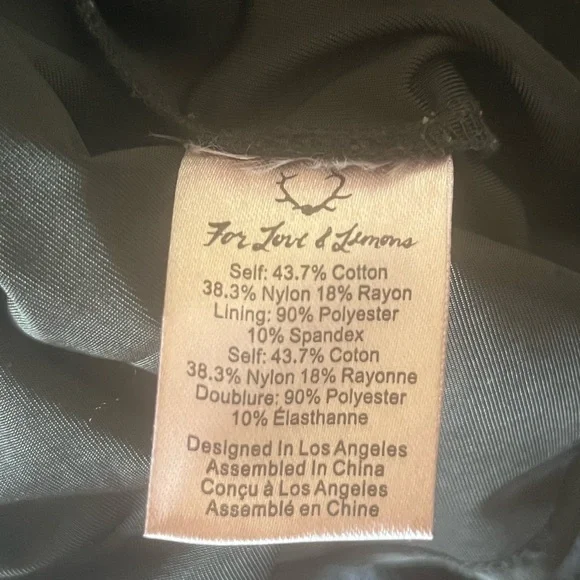 For Love & Lemons
Self: 43.7% Cotton
38.3% Nylon 18% Rayon
Lining: 90% Polyester
10% Spandex
Self: 43.7% Coton
38.3% Nylon 18% Rayonne
Doublure: 90% Polyester
10% Élasthanne
Designed In Los Angeles
Assembled In China
Conçu à Los Angeles
Assemblé en Chine